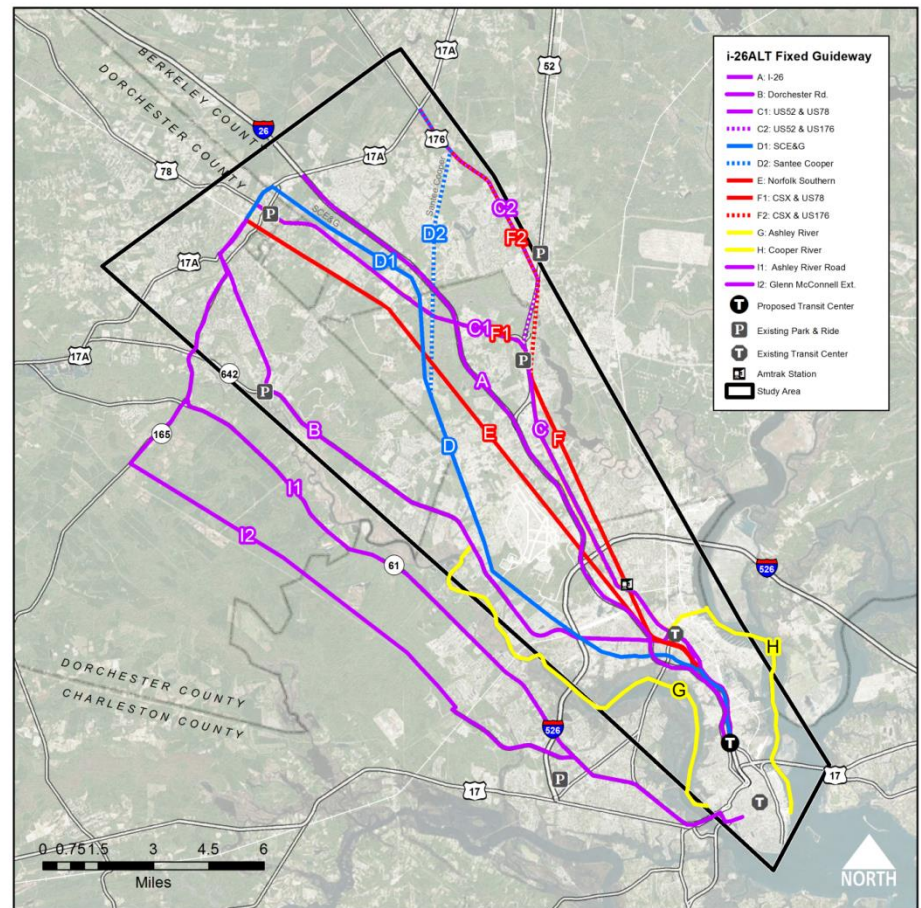 17A
52
BERKELEY COUNTY
DORCHESTER COUNTY
26
176
17A
78
SCE&G
Santee Cooper
C2
F2
D2
P
P
17A
D1
C1
F1
P
17A
642
A
P
165
B
E
C
F
D
I1
I2
61
526
T
H
G
DORCHESTER COUNTY
CHARLESTON COUNTY
526
T
17
P
17
T
0 0.75 1.5 3 4.5 6
Miles
NORTH
i-26ALT Fixed Guideway
A: I-26
B: Dorchester Rd.
C1: US52 & US78
C2: US52 & US176
D1: SCE&G
D2: Santee Cooper
E: Norfolk Southern
F1: CSX & US78
F2: CSX & US176
G: Ashley River
H: Cooper River
I1: Ashley River Road
I2: Glenn McConnell Ext.
T Proposed Transit Center
P Existing Park & Ride
T Existing Transit Center
Amtrak Station
Study Area